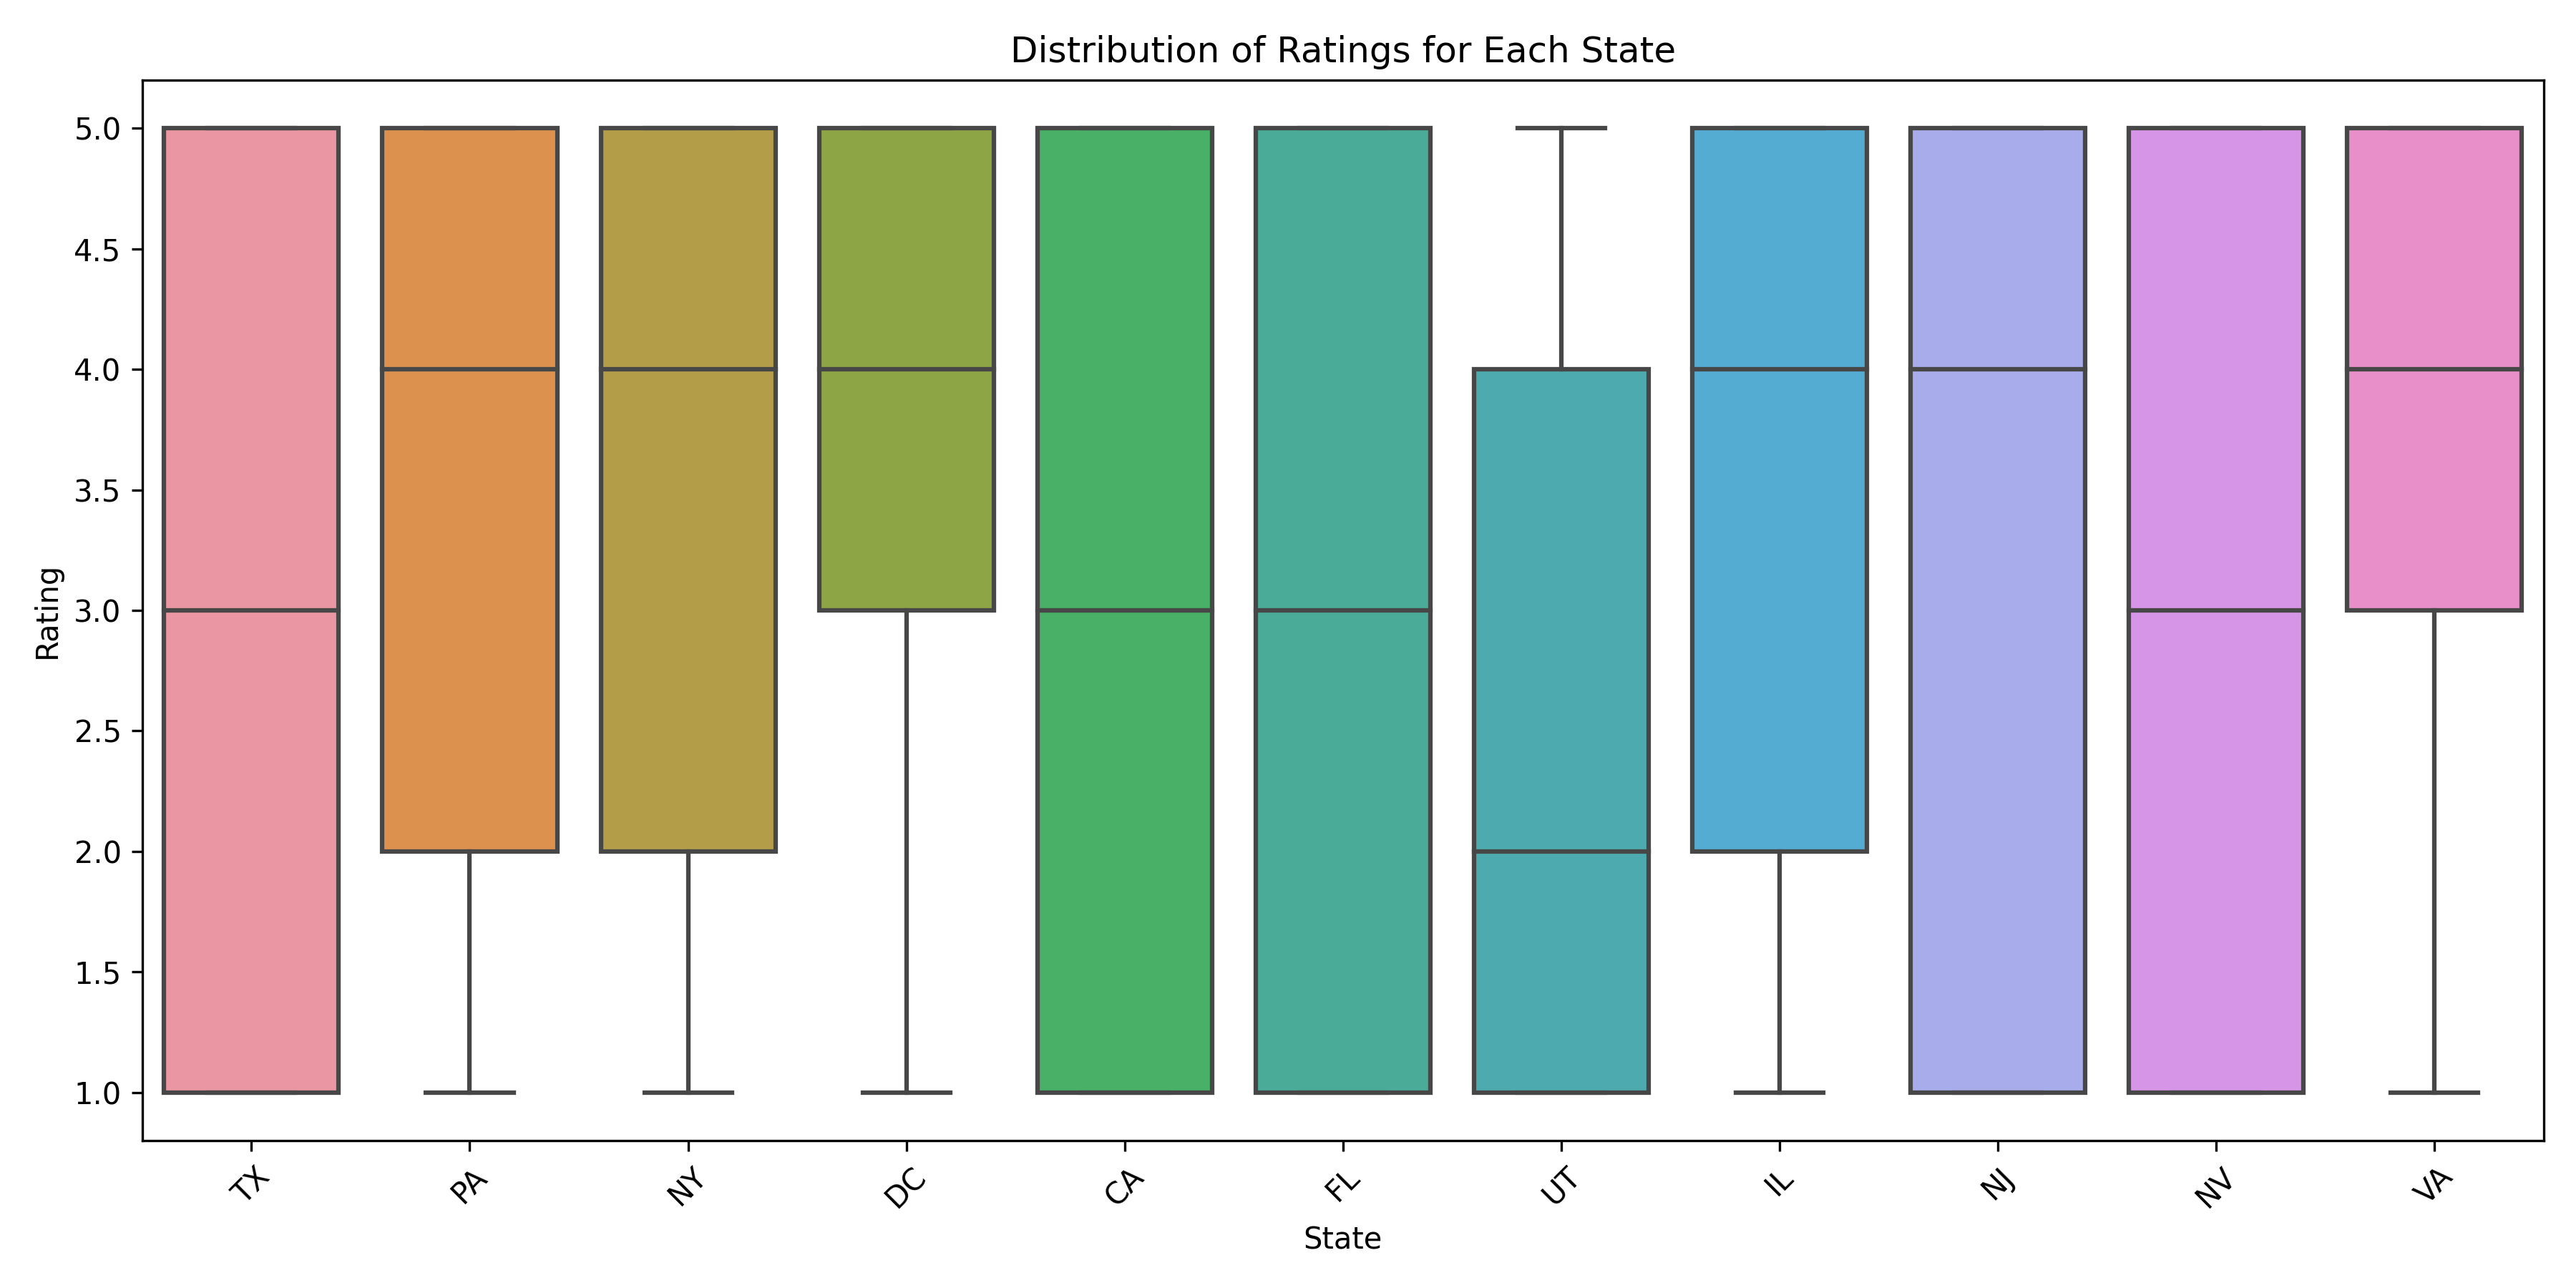 Distribution of Ratings for Each State
5.0
4.5
4.0
3.5
3.0
2.5
2.0
1.5
1.0
Rating
TX PA NY DC CA FL UT IL NJ NV VA
State